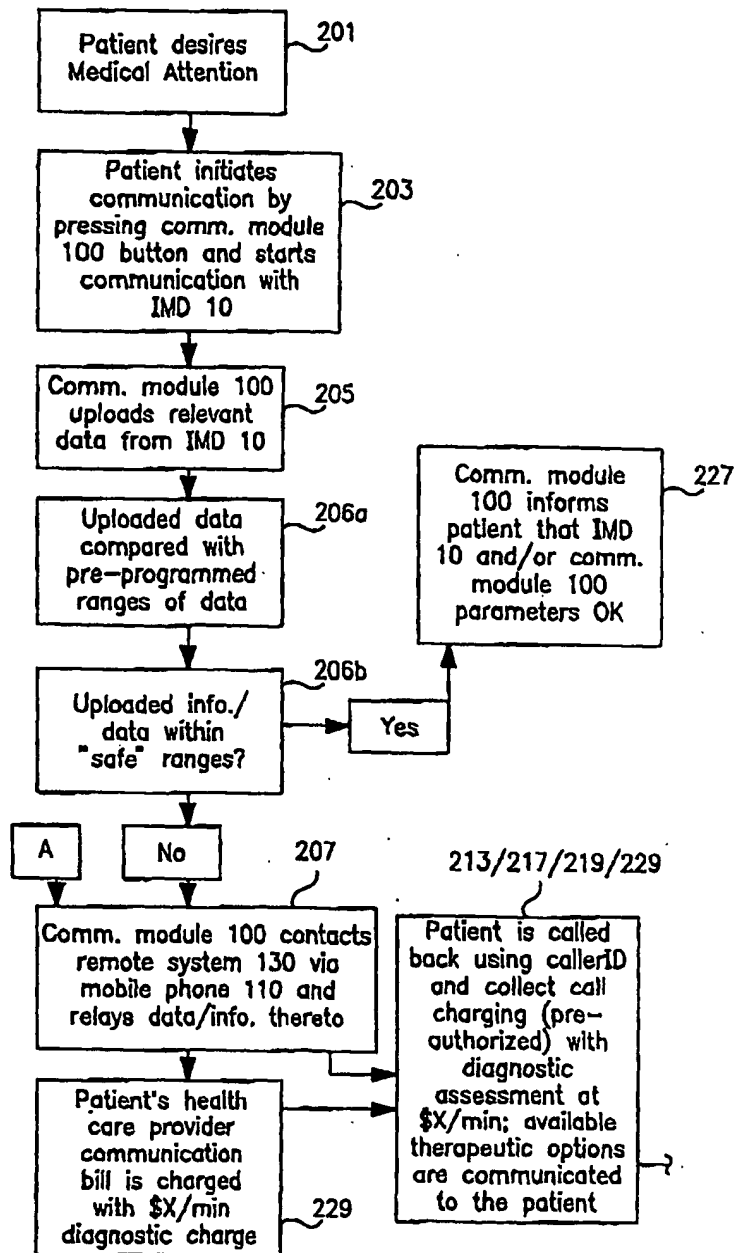 Patient desires
Medical Attention
201
Patient initiates
communication by
pressing comm. module
100 button and starts
communication with
IMD 10
203
Comm. module 100
uploads relevant
data from IMD 10
205
Uploaded data
compared with
pre-programmed
ranges of data
206a
Comm. module
100 informs
patient that IMD
10 and/or comm.
module 100
parameters OK
227
Uploaded info./
data within
"safe" ranges?
206b
Yes
A
No
207
Comm. module 100 contacts
remote system 130 via
mobile phone 110 and
relays data/info. thereto
213/217/219/229
Patient is called
back using callerID
and collect call
charging (pre-
authorized) with
diagnostic
assessment at
$X/min; available
therapeutic options
are communicated
to the patient
Patient's health
care provider
communication
bill is charged
with $X/min
diagnostic charge
229